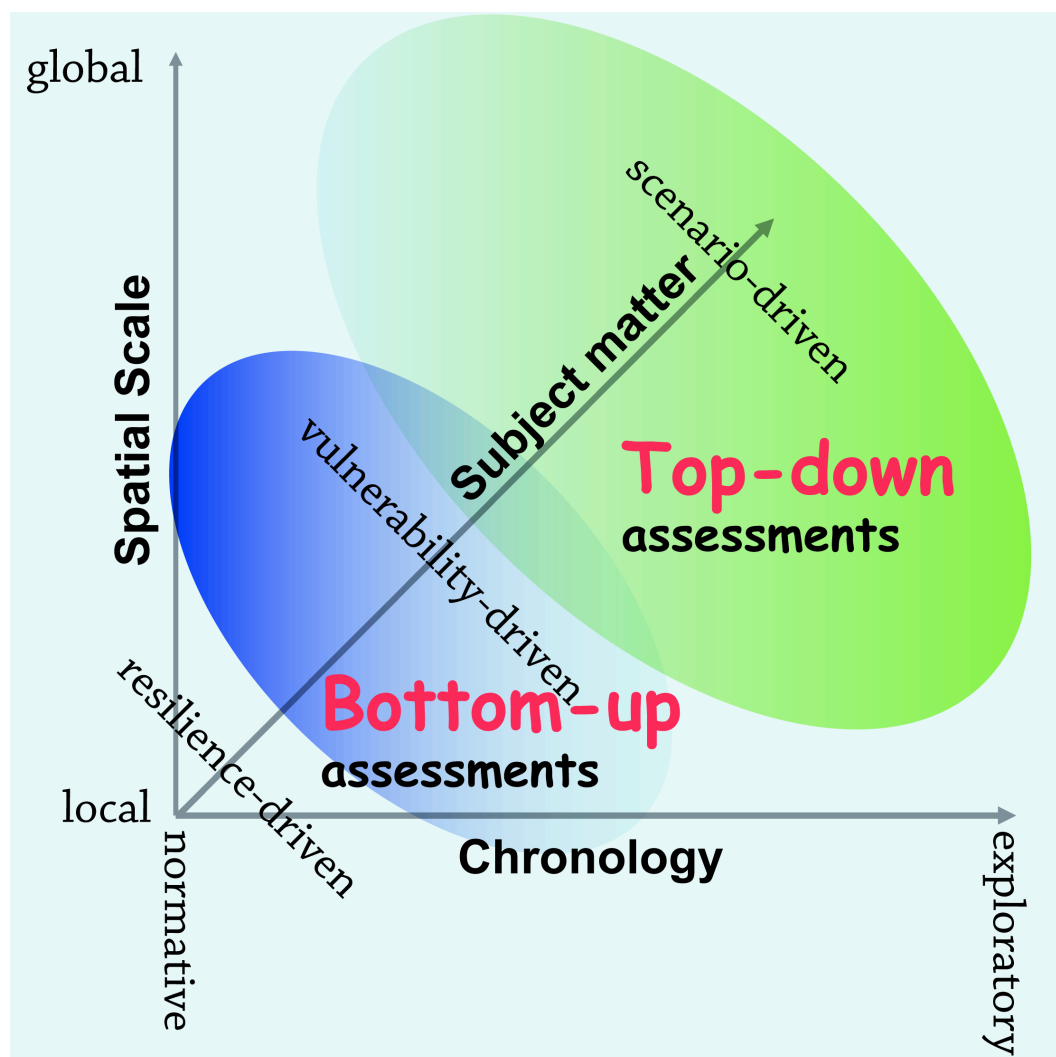 global
scenario-driven
Subject matter
Spatial Scale
Top-down
assessments
vulnerability-driven
Bottom-up
assessments
resilience-driven
local
Chronology
normative
exploratory